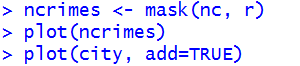 > ncrimes <- mask(nc, r)
> plot(ncrimes)
> plot(city, add=TRUE)